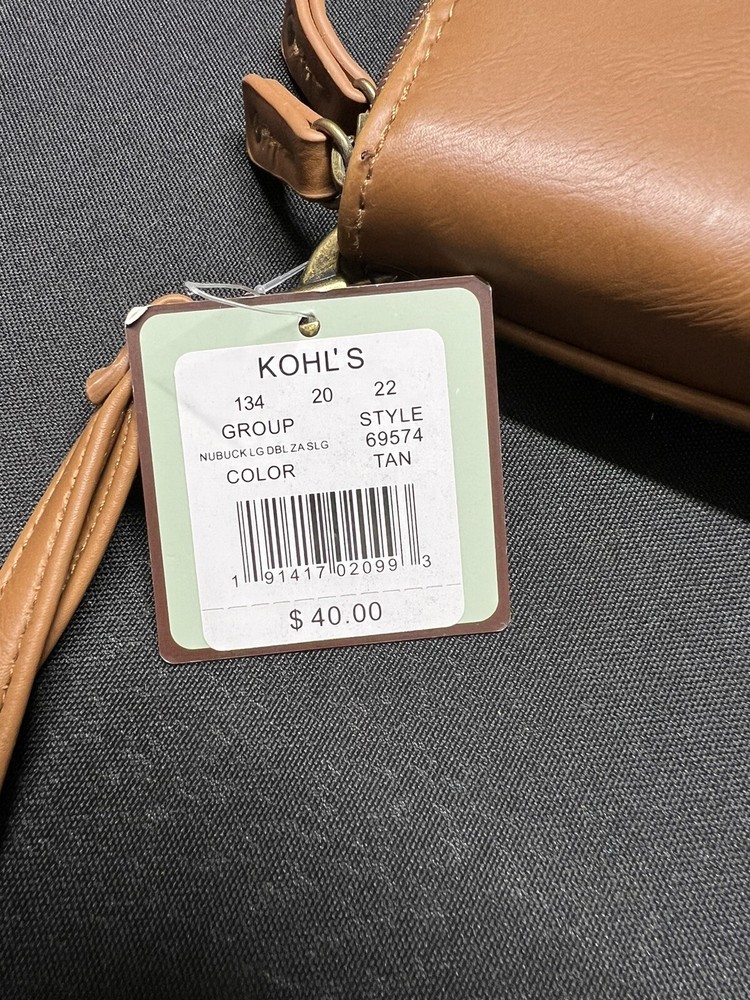 KOHL'S
134 20 22
GROUP STYLE
NUBUCK LG DBL ZA SLG 69574
COLOR TAN
1 91417 02099 3
$ 40.00